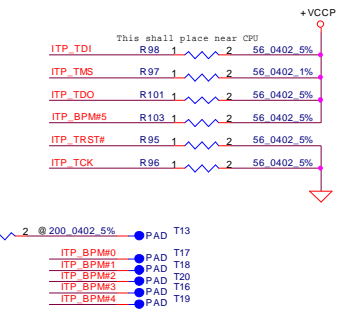 +VCCP
This shall place near CPU
ITP_TDI R98 1 2 56_0402_5%
ITP_TMS R97 1 2 56_0402_1%
ITP_TDO R101 1 2 56_0402_5%
ITP_BPM#5 R103 1 2 56_0402_5%
ITP_TRST# R95 1 2 56_0402_5%
ITP_TCK R96 1 2 56_0402_5%
2 @ 200_0402_5% PAD T13
ITP_BPM#0 PAD T17
ITP_BPM#1 PAD T18
ITP_BPM#2 PAD T20
ITP_BPM#3 PAD T16
ITP_BPM#4 PAD T19